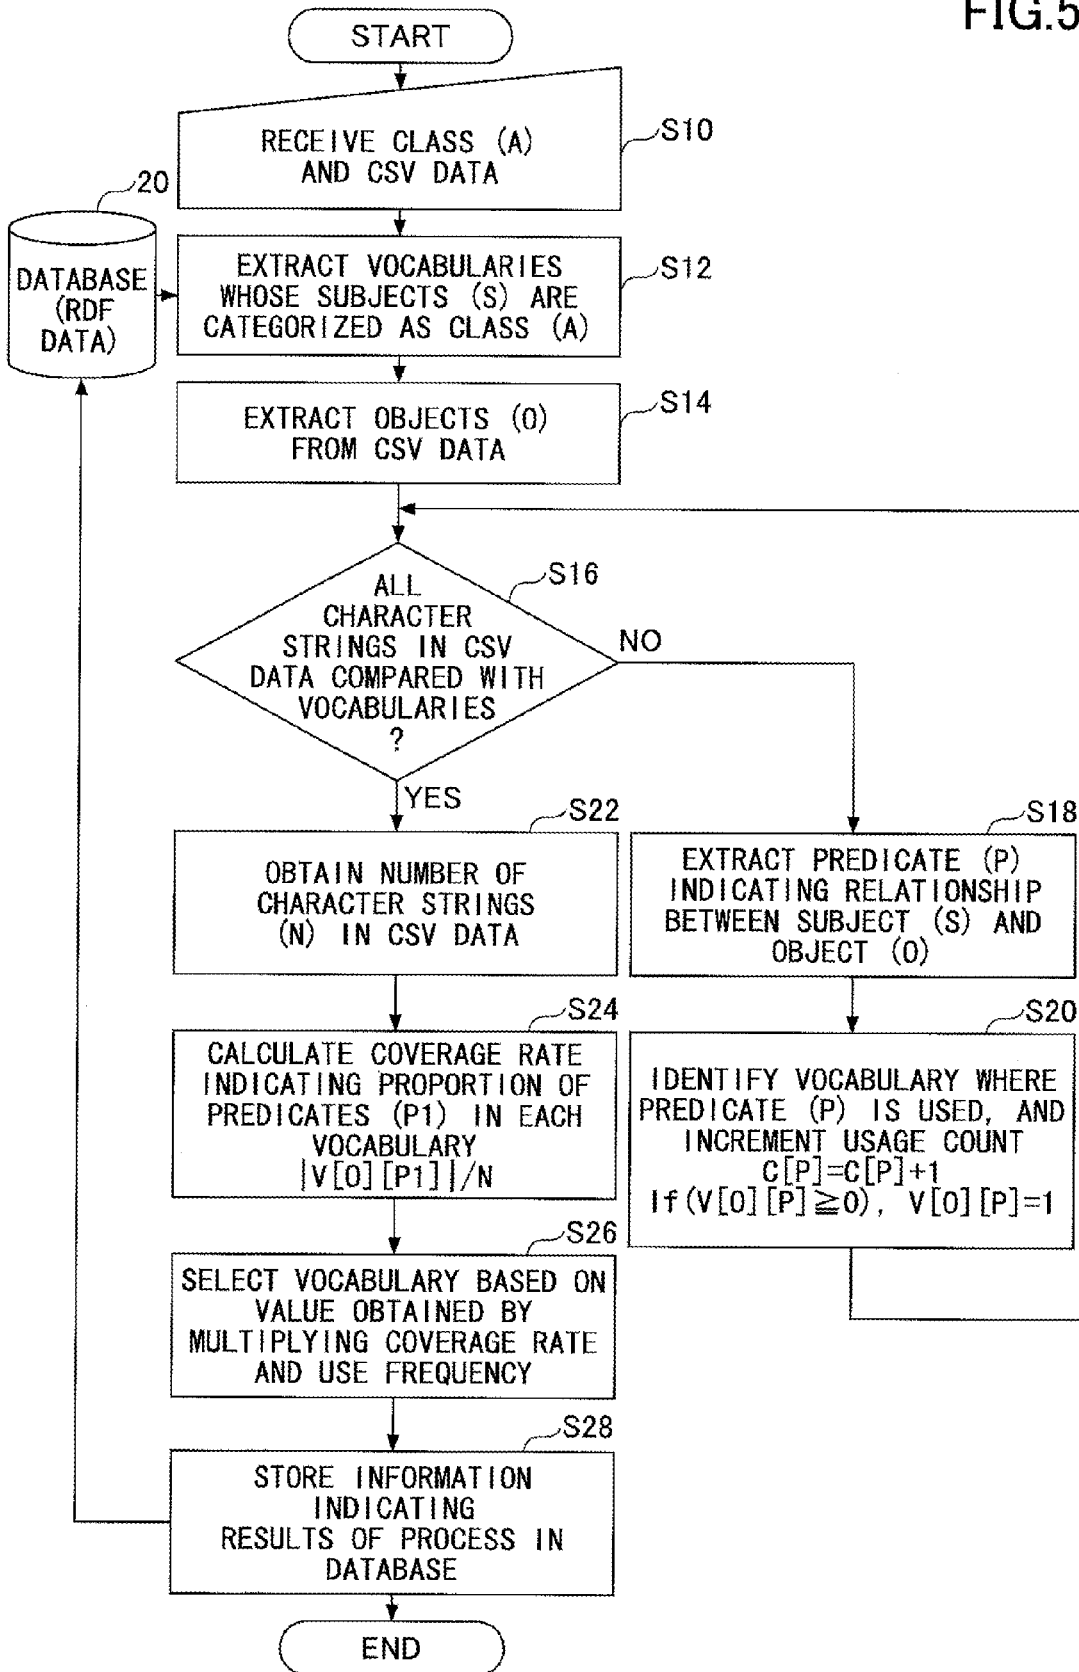 FIG.5
START
RECEIVE CLASS (A)
AND CSV DATA
S10
20
DATABASE
(RDF
DATA)
EXTRACT VOCABULARIES
WHOSE SUBJECTS (S) ARE
CATEGORIZED AS CLASS (A)
S12
EXTRACT OBJECTS (O)
FROM CSV DATA
S14
ALL
CHARACTER
STRINGS IN CSV
DATA COMPARED WITH
VOCABULARIES
?
S16
NO
YES
S18
EXTRACT PREDICATE (P)
INDICATING RELATIONSHIP
BETWEEN SUBJECT (S) AND
OBJECT (O)
S20
IDENTIFY VOCABULARY WHERE
PREDICATE (P) IS USED, AND
INCREMENT USAGE COUNT
C[P]=C[P]+1
If(V[O][P]≧0), V[O][P]=1
S22
OBTAIN NUMBER OF
CHARACTER STRINGS
(N) IN CSV DATA
S24
CALCULATE COVERAGE RATE
INDICATING PROPORTION OF
PREDICATES (P1) IN EACH
VOCABULARY
|V[O][P1]|/N
S26
SELECT VOCABULARY BASED ON
VALUE OBTAINED BY
MULTIPLYING COVERAGE RATE
AND USE FREQUENCY
S28
STORE INFORMATION
INDICATING
RESULTS OF PROCESS IN
DATABASE
END